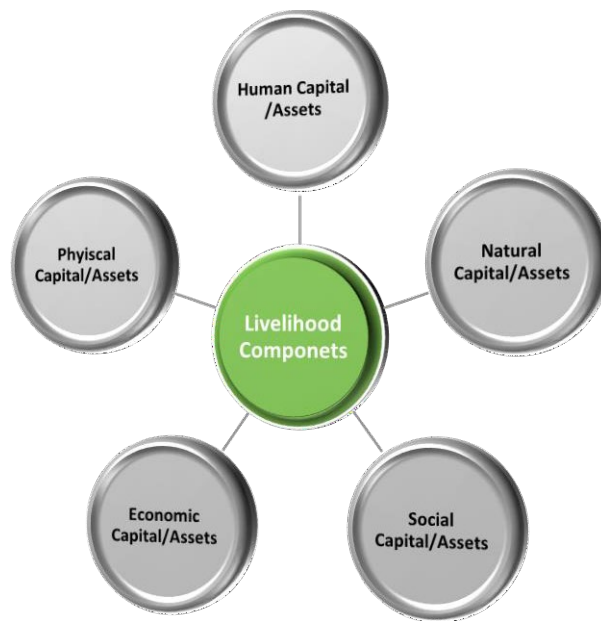 Human Capital
/Assets
Phyiscal
Capital/Assets
Natural
Capital/Assets
Livelihood
Componets
Economic
Capital/Assets
Social
Capital/Assets